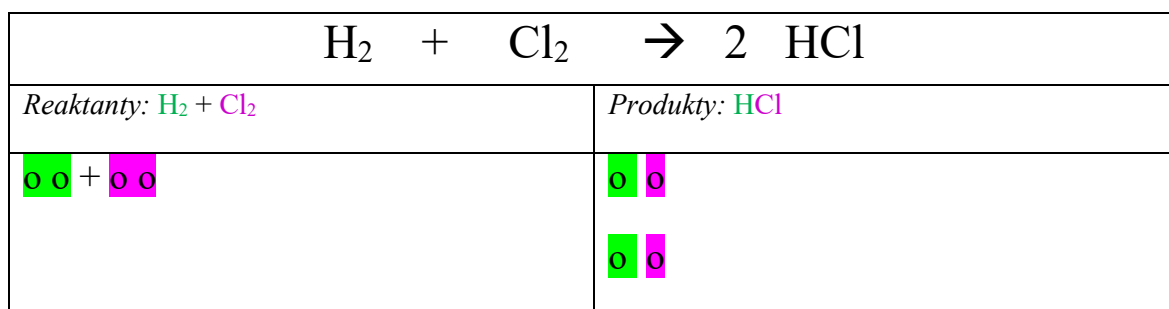 H₂ + Cl₂ → 2 HCl
Reaktanty: H₂ + Cl₂
Produkty: HCl
o o + o o
o o
o o